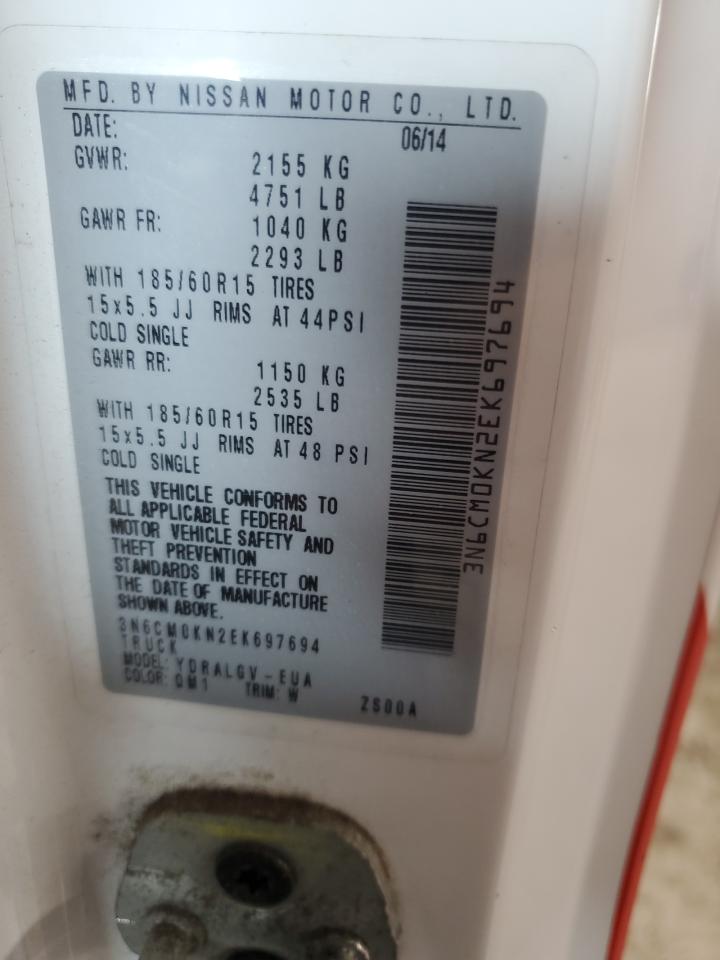 MFD. BY NISSAN MOTOR CO., LTD.
DATE: 06/14
GVWR: 2155 KG
4751 LB
GAWR FR: 1040 KG
2293 LB
WITH 185/60R15 TIRES
15x5.5 JJ RIMS AT 44PSI
COLD SINGLE
GAWR RR: 1150 KG
2535 LB
WITH 185/60R15 TIRES
15x5.5 JJ RIMS AT 48 PSI
COLD SINGLE
THIS VEHICLE CONFORMS TO
ALL APPLICABLE FEDERAL
MOTOR VEHICLE SAFETY AND
THEFT PREVENTION
STANDARDS IN EFFECT ON
THE DATE OF MANUFACTURE
SHOWN ABOVE.
3N6CM0KN2EK697694
TRUCK
MODEL: YDRALGV-EUA
COLOR: QM1 TRIM: W ZS00A
3N6CM0KN2EK697694